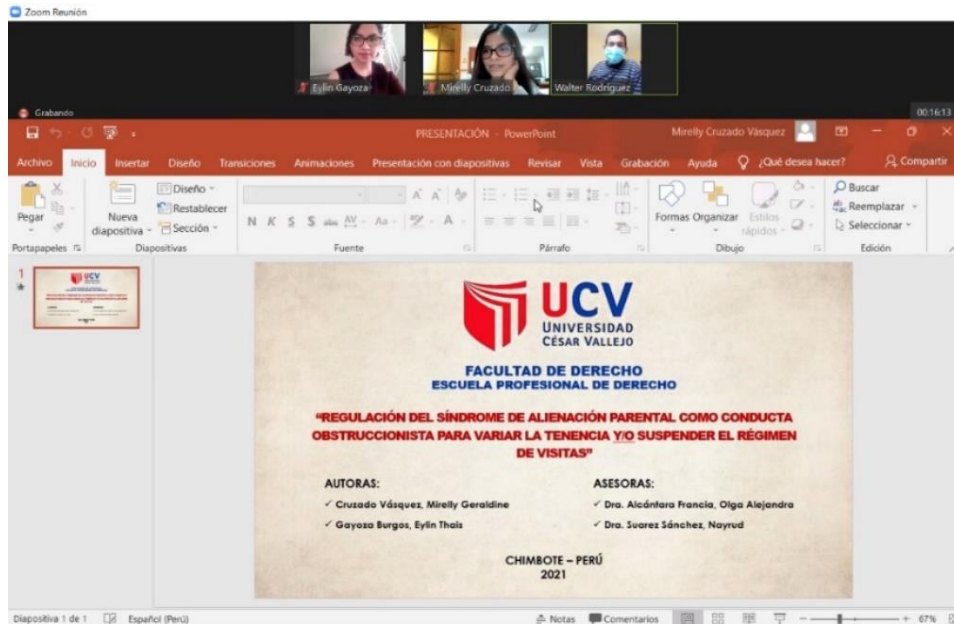 Zoom Reunión
Eylin Gayoza
Mirelly Cruzado
Walter Rodriguez
Grabando
00:16:13
PRESENTACIÓN - PowerPoint
Mirelly Cruzado Vásquez
Archivo Inicio Insertar Diseño Transiciones Animaciones Presentación con diapositivas Revisar Vista Grabación Ayuda ¿Qué desea hacer? Compartir
Pegar
Nueva diapositiva
Diseño
Restablecer
Sección
N K S S abc AV Aa A
Formas Organizar Estilos rápidos
Buscar
Reemplazar
Seleccionar
Portapapeles Diapositivas Fuente Párrafo Dibujo Edición
1
UCV
UNIVERSIDAD
CÉSAR VALLEJO
FACULTAD DE DERECHO
ESCUELA PROFESIONAL DE DERECHO
“REGULACIÓN DEL SÍNDROME DE ALIENACIÓN PARENTAL COMO CONDUCTA
OBSTRUCCIONISTA PARA VARIAR LA TENENCIA Y/O SUSPENDER EL RÉGIMEN
DE VISITAS”
AUTORAS:
✓ Cruzado Vásquez, Mirelly Geraldine
✓ Gayoza Burgos, Eylin Thais
ASESORAS:
✓ Dra. Alcántara Francia, Olga Alejandra
✓ Dra. Suarez Sánchez, Nayrud
CHIMBOTE – PERÚ
2021
Diapositiva 1 de 1 Español (Perú) Notas Comentarios 67%